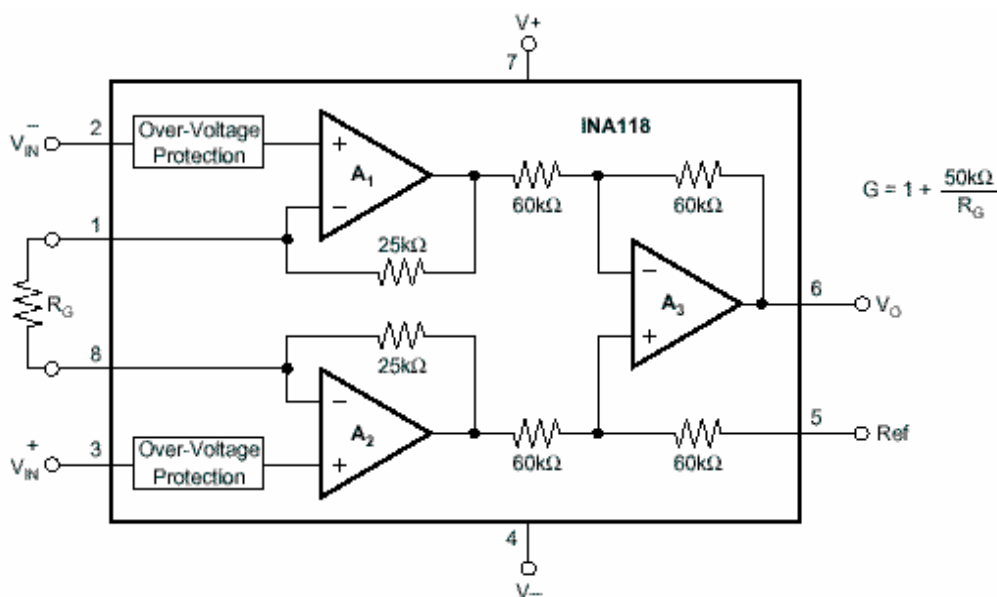 V+
7
INA118
2
V⁻IN
Over-Voltage
Protection
+
A1
−
60kΩ
60kΩ
G = 1 + 50kΩ
RG
1
25kΩ
RG
−
A3
+
6
VO
8
25kΩ
−
A2
+
60kΩ
60kΩ
5
Ref
3
V⁺IN
Over-Voltage
Protection
4
V−